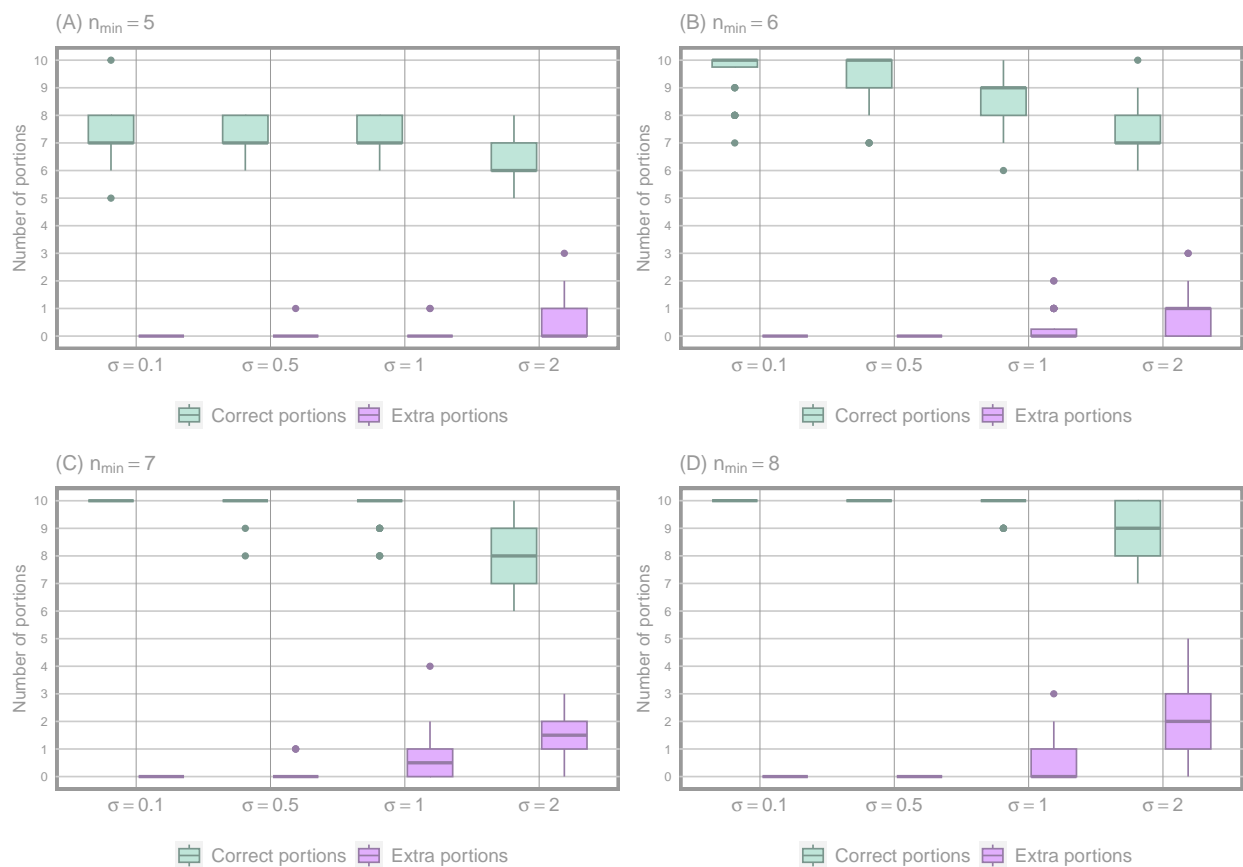 (A) nmin = 5
Number of portions
10
9
8
7
6
5
4
3
2
1
0
σ = 0.1 σ = 0.5 σ = 1 σ = 2
Correct portions Extra portions
(B) nmin = 6
Number of portions
10
9
8
7
6
5
4
3
2
1
0
σ = 0.1 σ = 0.5 σ = 1 σ = 2
Correct portions Extra portions
(C) nmin = 7
Number of portions
10
9
8
7
6
5
4
3
2
1
0
σ = 0.1 σ = 0.5 σ = 1 σ = 2
Correct portions Extra portions
(D) nmin = 8
Number of portions
10
9
8
7
6
5
4
3
2
1
0
σ = 0.1 σ = 0.5 σ = 1 σ = 2
Correct portions Extra portions